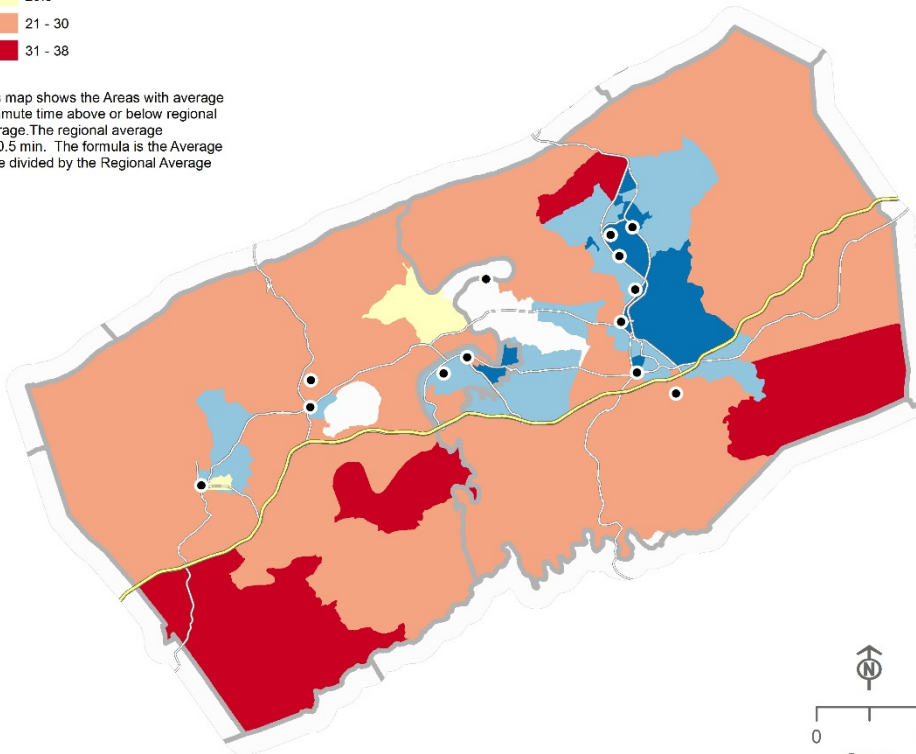 21 - 30
31 - 38
map shows the Areas with average
mute time above or below regional
rage.The regional average
0.5 min. The formula is the Average
e divided by the Regional Average
N
0